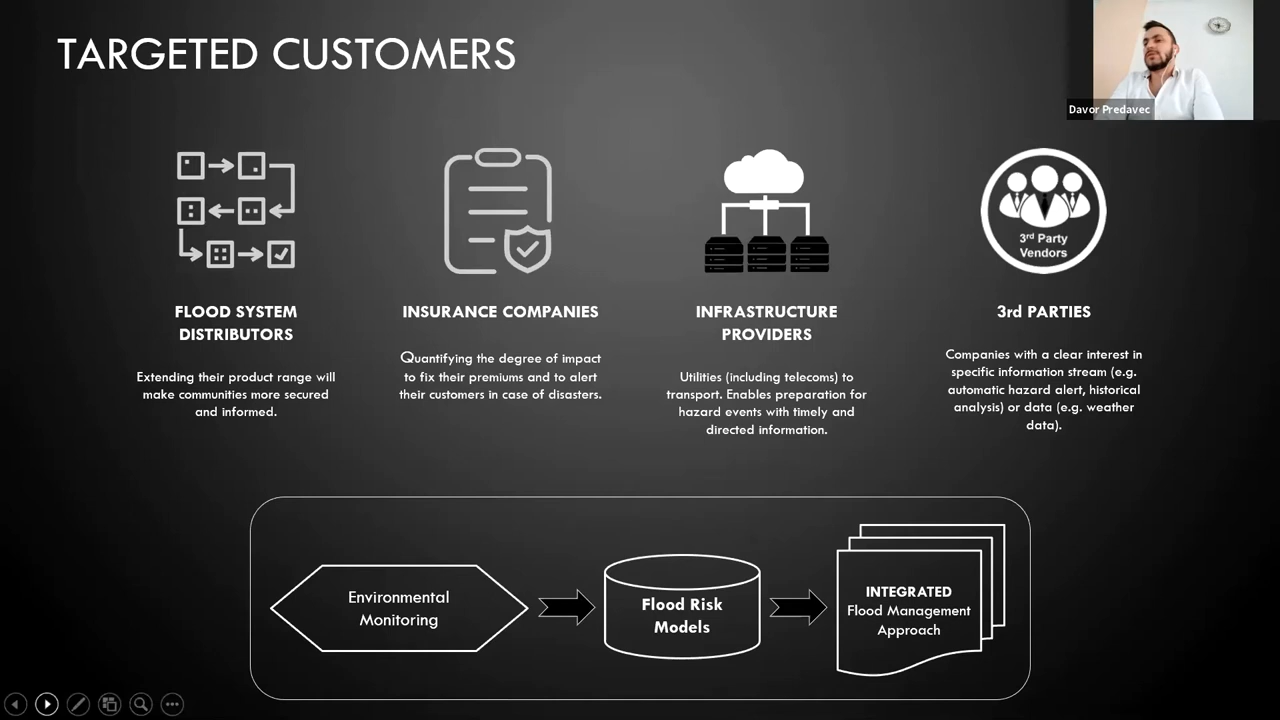 TARGETED CUSTOMERS
Davor Predavec
3rd Party
Vendors
FLOOD SYSTEM
DISTRIBUTORS
Extending their product range will
make communities more secured
and informed.
INSURANCE COMPANIES
Quantifying the degree of impact
to fix their premiums and to alert
their customers in case of disasters.
INFRASTRUCTURE
PROVIDERS
Utilities (including telecoms) to
transport. Enables preparation for
hazard events with timely and
directed information.
3rd PARTIES
Companies with a clear interest in
specific information stream (e.g.
automatic hazard alert, historical
analysis) or data (e.g. weather
data).
Environmental
Monitoring
Flood Risk
Models
INTEGRATED
Flood Management
Approach